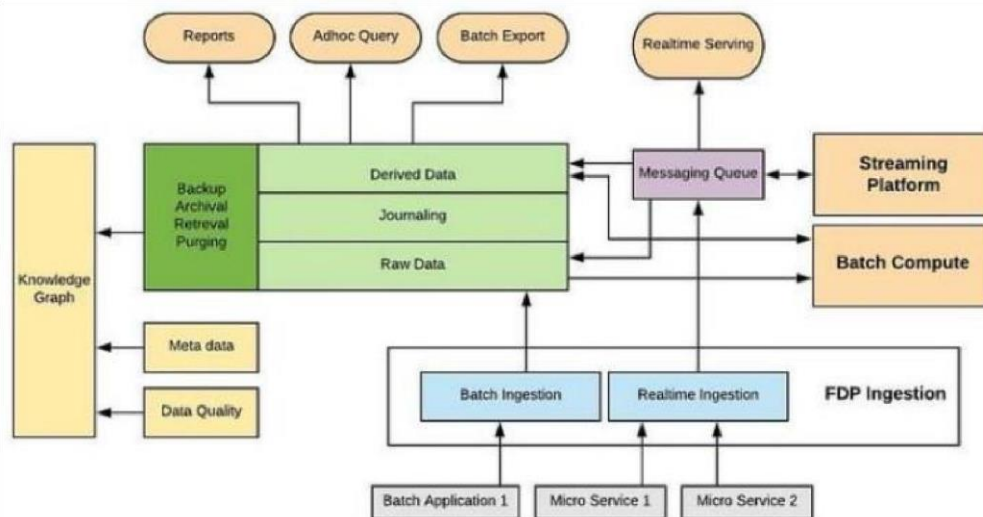 Reports
Adhoc Query
Batch Export
Realtime Serving
Derived Data
Journaling
Raw Data
Backup
Archival
Retreval
Purging
Messaging Queue
Streaming
Platform
Batch Compute
Knowledge
Graph
Meta data
Data Quality
Batch Ingestion
Realtime Ingestion
FDP Ingestion
Batch Application 1
Micro Service 1
Micro Service 2